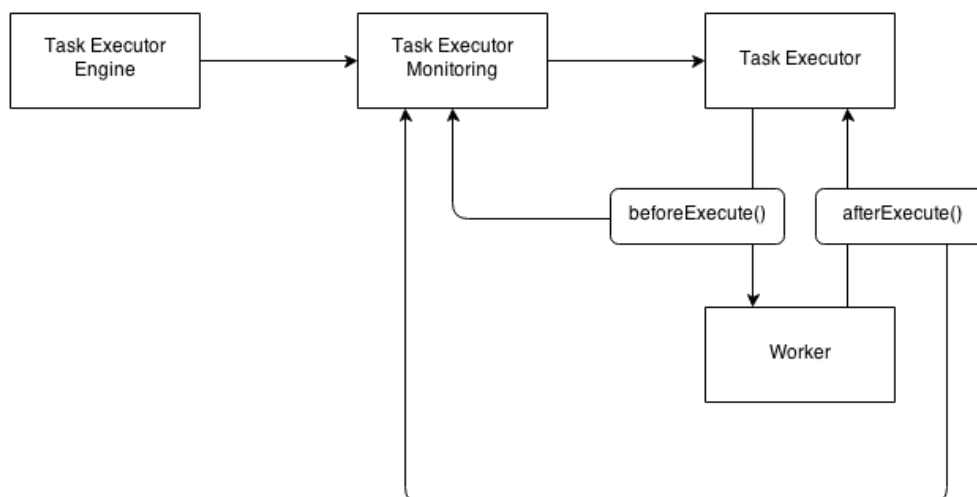 Task Executor
Engine
Task Executor
Monitoring
Task Executor
beforeExecute()
afterExecute()
Worker